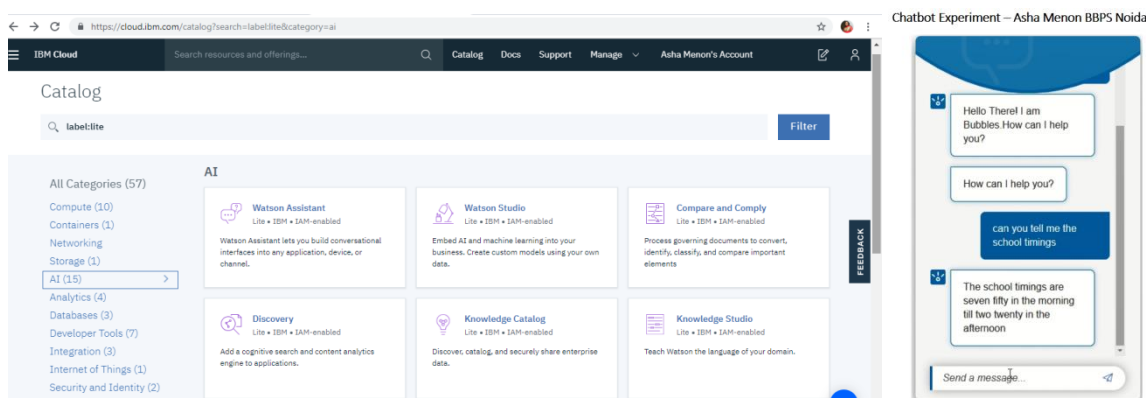 https://cloud.ibm.com/catalog?search=label:lite&category=ai
IBM Cloud
Search resources and offerings...
Catalog Docs Support Manage Asha Menon's Account
Catalog
label:lite
Filter
All Categories (57)
Compute (10)
Containers (1)
Networking
Storage (1)
AI (15)
Analytics (4)
Databases (3)
Developer Tools (7)
Integration (3)
Internet of Things (1)
Security and Identity (2)
AI
Watson Assistant
Lite • IBM • IAM-enabled
Watson Assistant lets you build conversational
interfaces into any application, device, or
channel.
Watson Studio
Lite • IBM • IAM-enabled
Embed AI and machine learning into your
business. Create custom models using your own
data.
Compare and Comply
Lite • IBM • IAM-enabled
Process governing documents to convert,
identify, classify, and compare important
elements
Discovery
Lite • IBM • IAM-enabled
Add a cognitive search and content analytics
engine to applications.
Knowledge Catalog
Lite • IBM • IAM-enabled
Discover, catalog, and securely share enterprise
data.
Knowledge Studio
Lite • IBM • IAM-enabled
Teach Watson the language of your domain.
FEEDBACK
Chatbot Experiment – Asha Menon BBPS Noida
Hello There! I am
Bubbles.How can I help
you?
How can I help you?
can you tell me the
school timings
The school timings are
seven fifty in the morning
till two twenty in the
afternoon
Send a message...